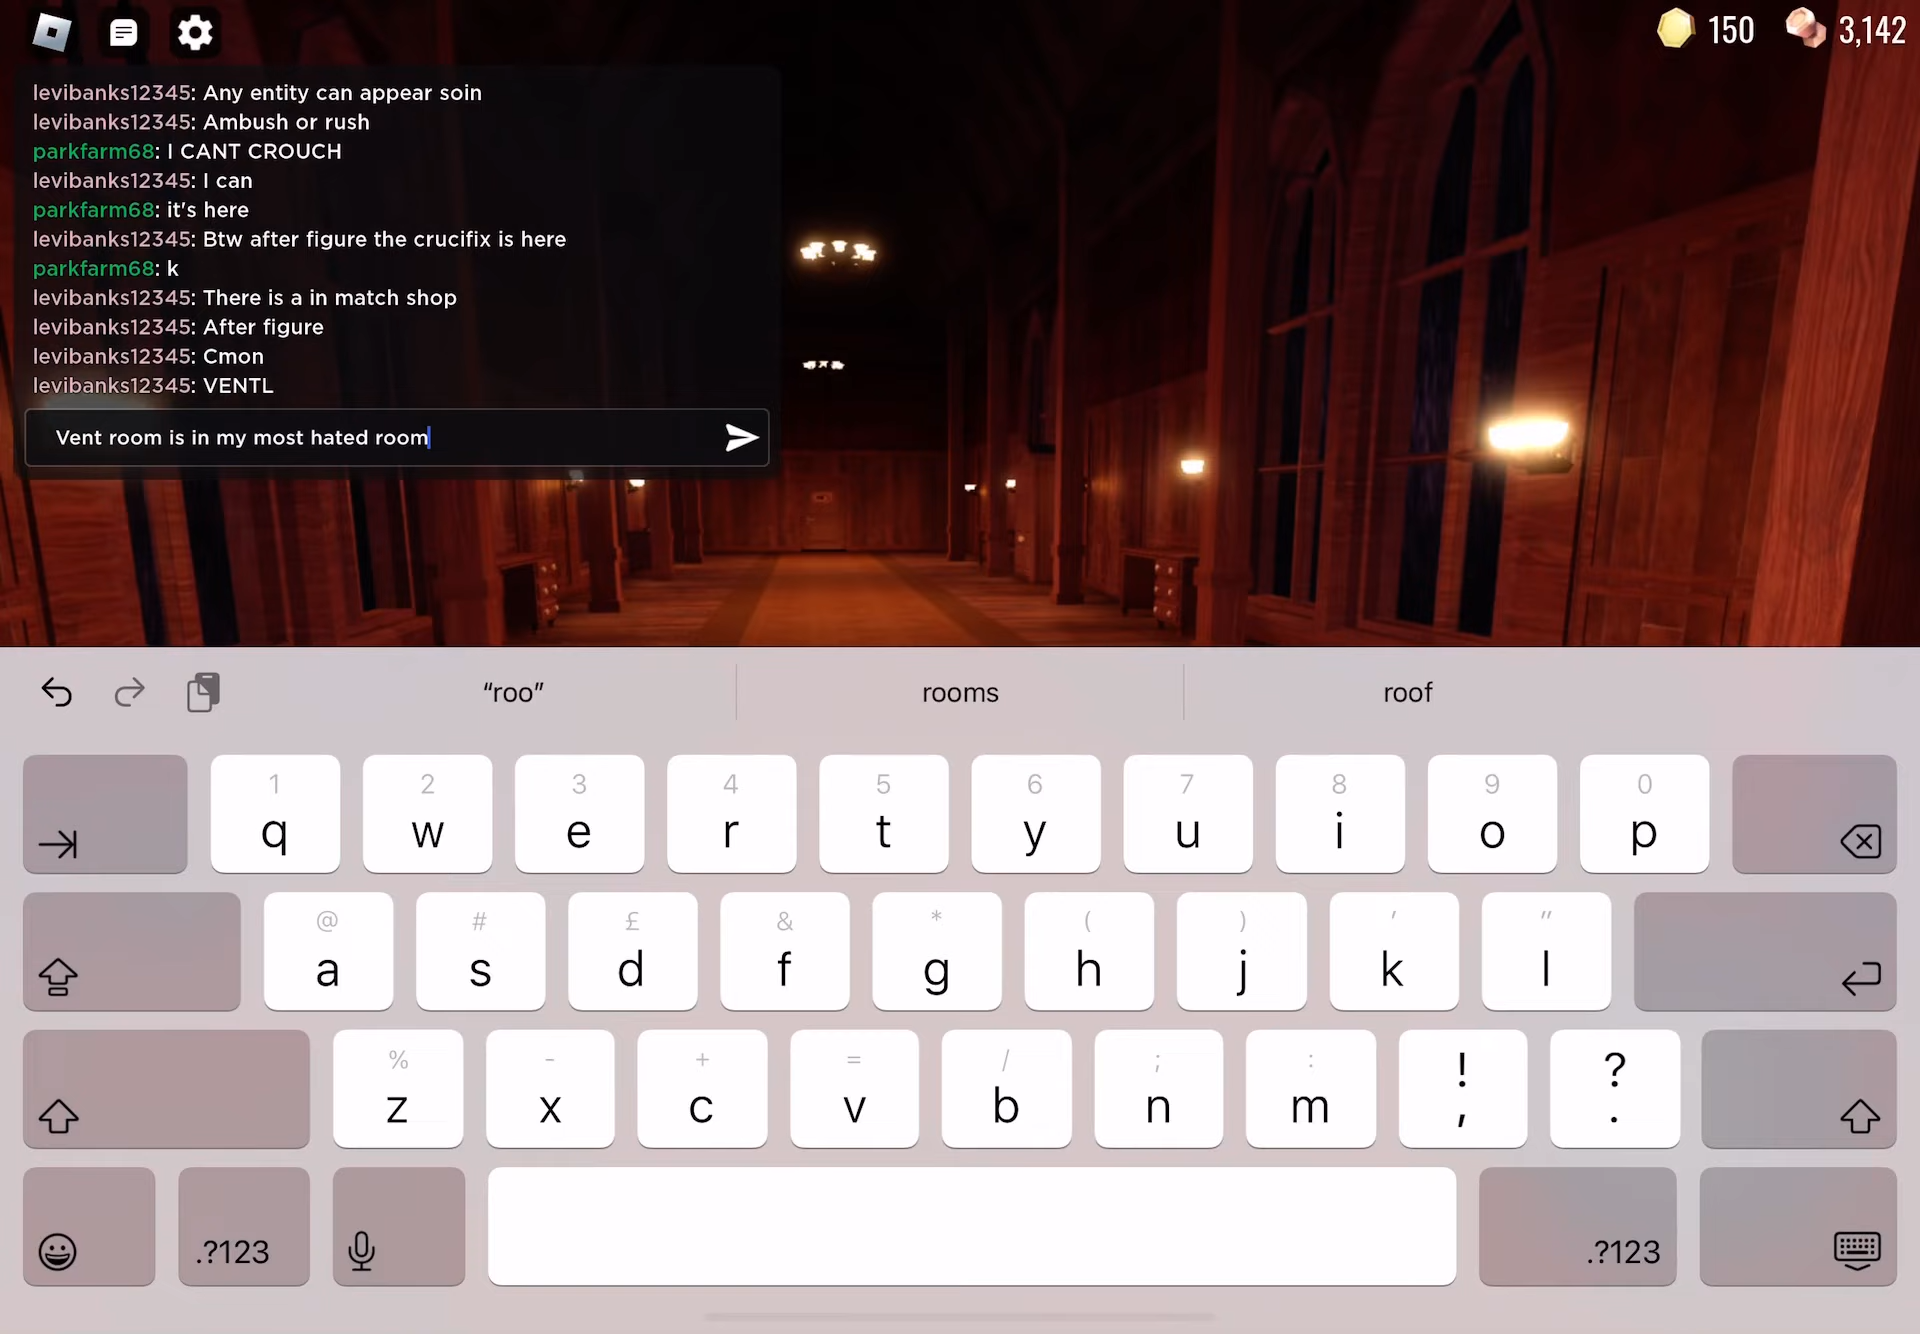 150 3,142
levibanks12345: Any entity can appear soin
levibanks12345: Ambush or rush
parkfarm68: I CANT CROUCH
levibanks12345: I can
parkfarm68: it's here
levibanks12345: Btw after figure the crucifix is here
parkfarm68: k
levibanks12345: There is a in match shop
levibanks12345: After figure
levibanks12345: Cmon
levibanks12345: VENTL
Vent room is in my most hated room
“roo” rooms roof
1 2 3 4 5 6 7 8 9 0
q w e r t y u i o p
@ # £ & * ( ) ' "
a s d f g h j k l
% - + = / ; : ! ?
z x c v b n m , .
.?123 .?123